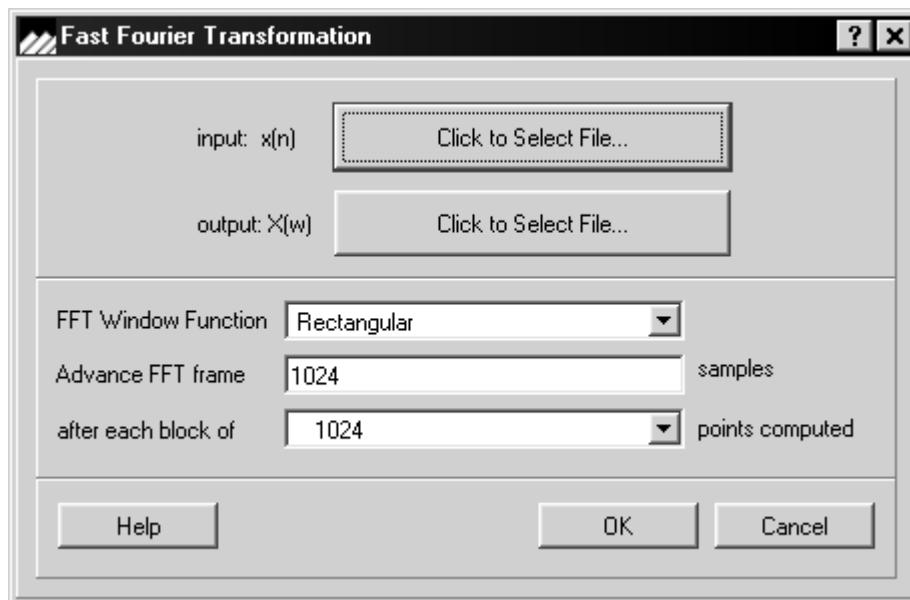 Fast Fourier Transformation
input: x(n) Click to Select File...
output: X(w) Click to Select File...
FFT Window Function Rectangular
Advance FFT frame 1024 samples
after each block of 1024 points computed
Help OK Cancel